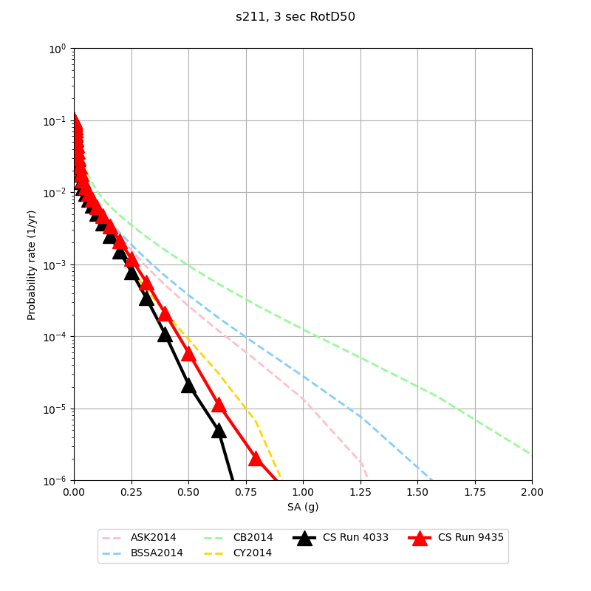 s211, 3 sec RotD50
Probability rate (1/yr)
10^0
10^-1
10^-2
10^-3
10^-4
10^-5
10^-6
0.00 0.25 0.50 0.75 1.00 1.25 1.50 1.75 2.00
SA (g)
ASK2014 CB2014 CS Run 4033 CS Run 9435
BSSA2014 CY2014